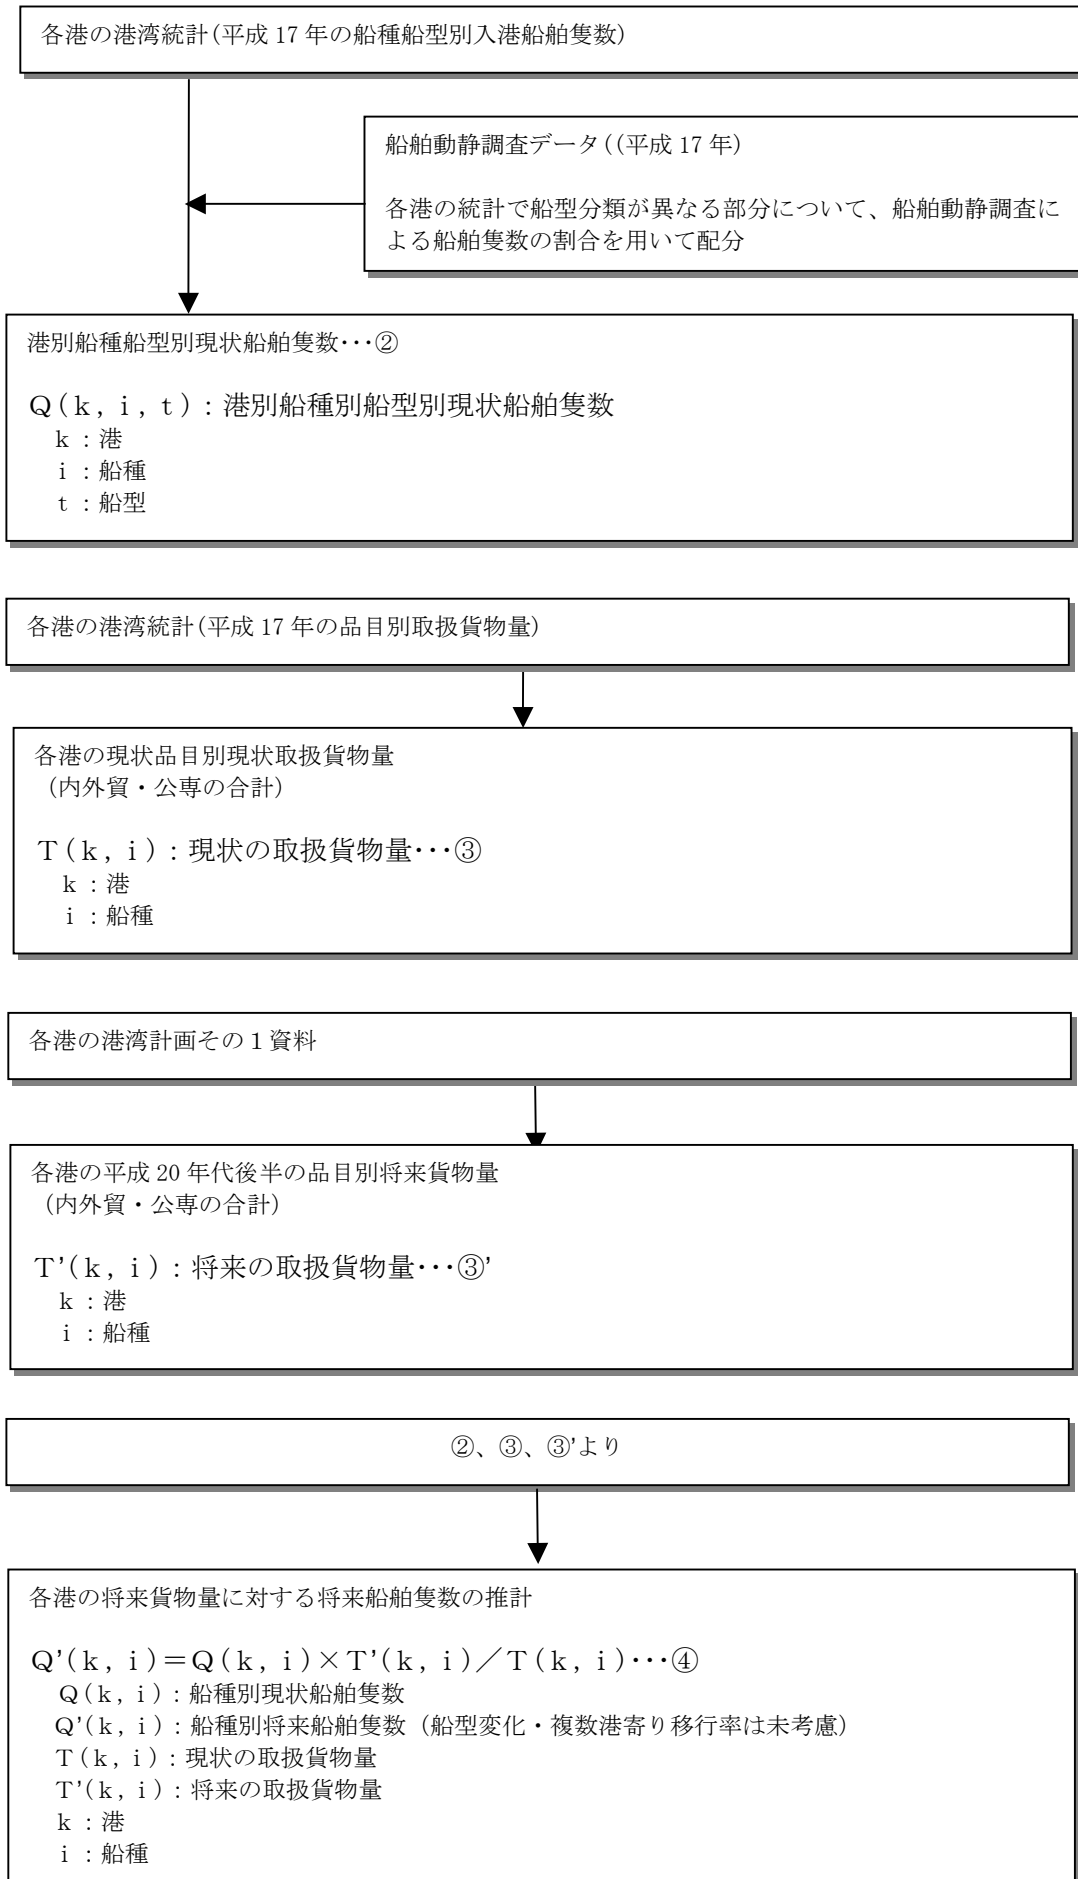 各港の港湾統計(平成 17 年の船種船型別入港船舶隻数)
船舶動静調査データ((平成 17 年)
各港の統計で船型分類が異なる部分について、船舶動静調査に
よる船舶隻数の割合を用いて配分
港別船種船型別現状船舶隻数・・・②
Q(k, i, t)：港別船種別船型別現状船舶隻数
k：港
i：船種
t：船型
各港の港湾統計(平成 17 年の品目別取扱貨物量)
各港の現状品目別現状取扱貨物量
（内外貿・公専の合計）
T(k, i)：現状の取扱貨物量・・・③
k：港
i：船種
各港の港湾計画その１資料
各港の平成 20 年代後半の品目別将来貨物量
（内外貿・公専の合計）
T’(k, i)：将来の取扱貨物量・・・③’
k：港
i：船種
②、③、③’より
各港の将来貨物量に対する将来船舶隻数の推計
Q’(k, i)＝Q(k, i)×T’(k, i)／T(k, i)・・・④
Q(k, i)：船種別現状船舶隻数
Q’(k, i)：船種別将来船舶隻数（船型変化・複数港寄り移行率は未考慮）
T(k, i)：現状の取扱貨物量
T’(k, i)：将来の取扱貨物量
k：港
i：船種